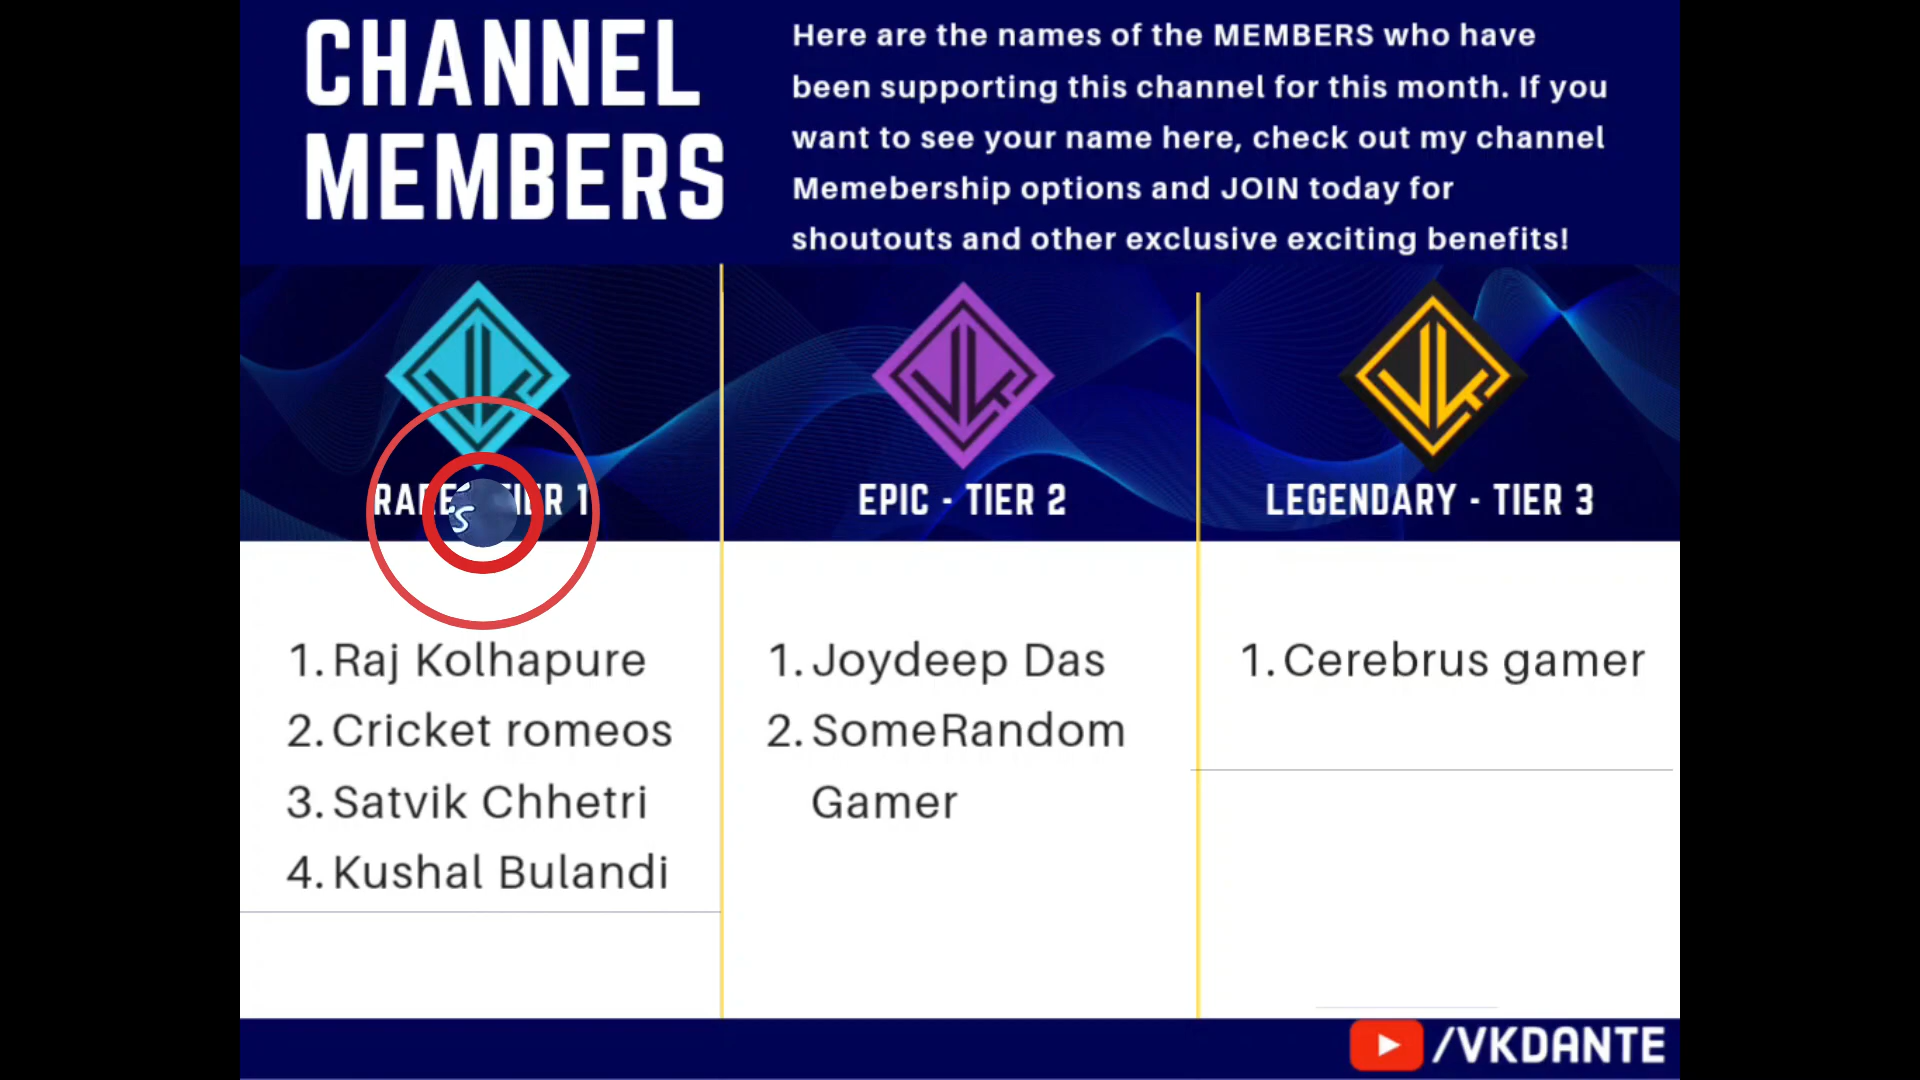 CHANNEL
MEMBERS
Here are the names of the MEMBERS who have
been supporting this channel for this month. If you
want to see your name here, check out my channel
Memebership options and JOIN today for
shoutouts and other exclusive exciting benefits!
RARE TIER 1
EPIC - TIER 2
LEGENDARY - TIER 3
1. Raj Kolhapure
2. Cricket romeos
3. Satvik Chhetri
4. Kushal Bulandi
1. Joydeep Das
2. SomeRandom
Gamer
1. Cerebrus gamer
/VKDANTE